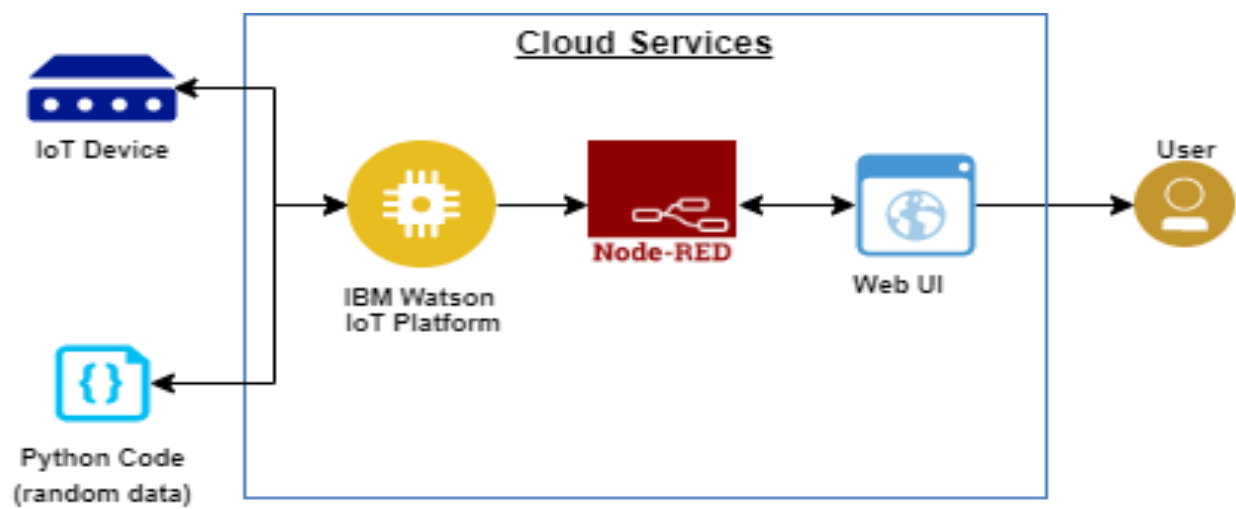 Cloud Services
IoT Device
User
Node-RED
Web UI
IBM Watson
IoT Platform
{}
Python Code
(random data)